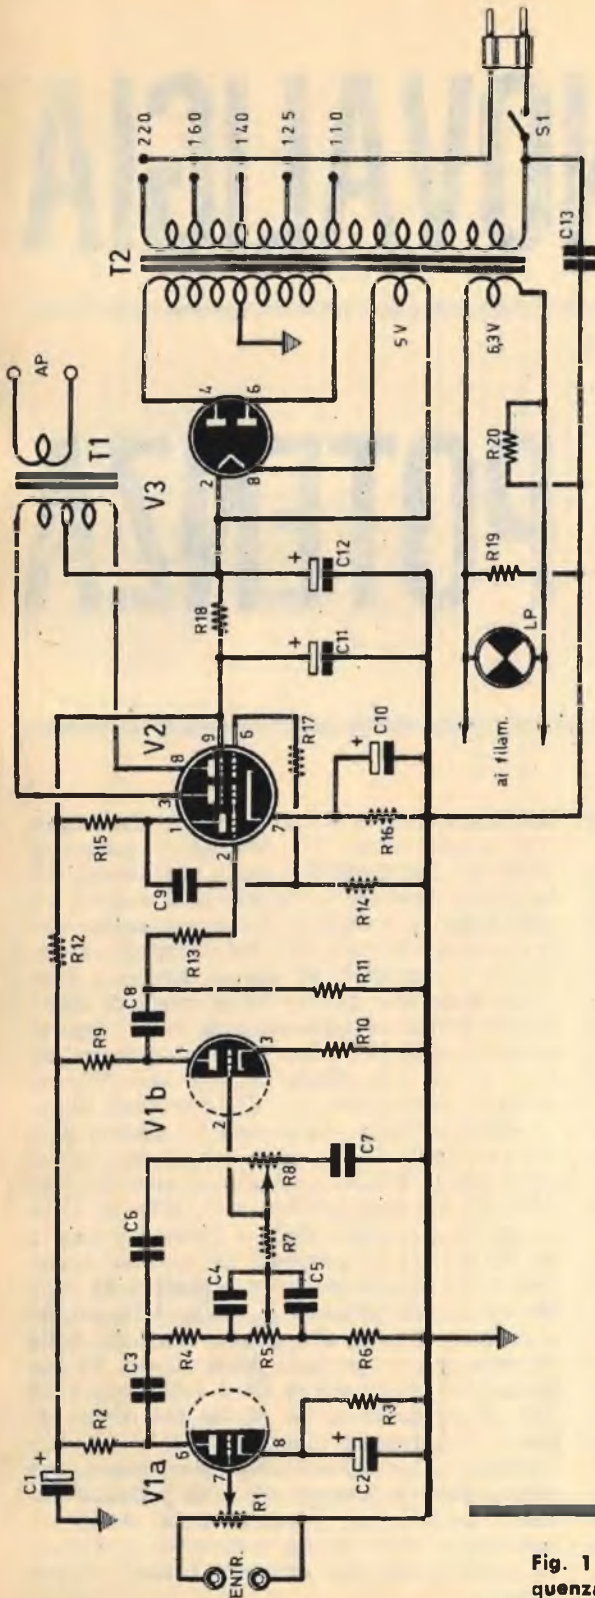 C1
R12
AP
T1
T2
220
160
140
125
110
S1
R2
C3
C6
R9
C8
R15
V2
V3
V1a
V1b
R13
C9
R18
R4
C4
R5
C5
R6
R7
R8
C7
R1
ENTR.
C2
R3
R10
R11
R14
R16
R17
C10
C11
C12
5V
6,3V
ai filam.
LP
R19
R20
C13
6
7
8
1
2
3
1
2
3
8
9
6
7
2
4
6
8
+
+
+
+
+
Fig. 1
quenza